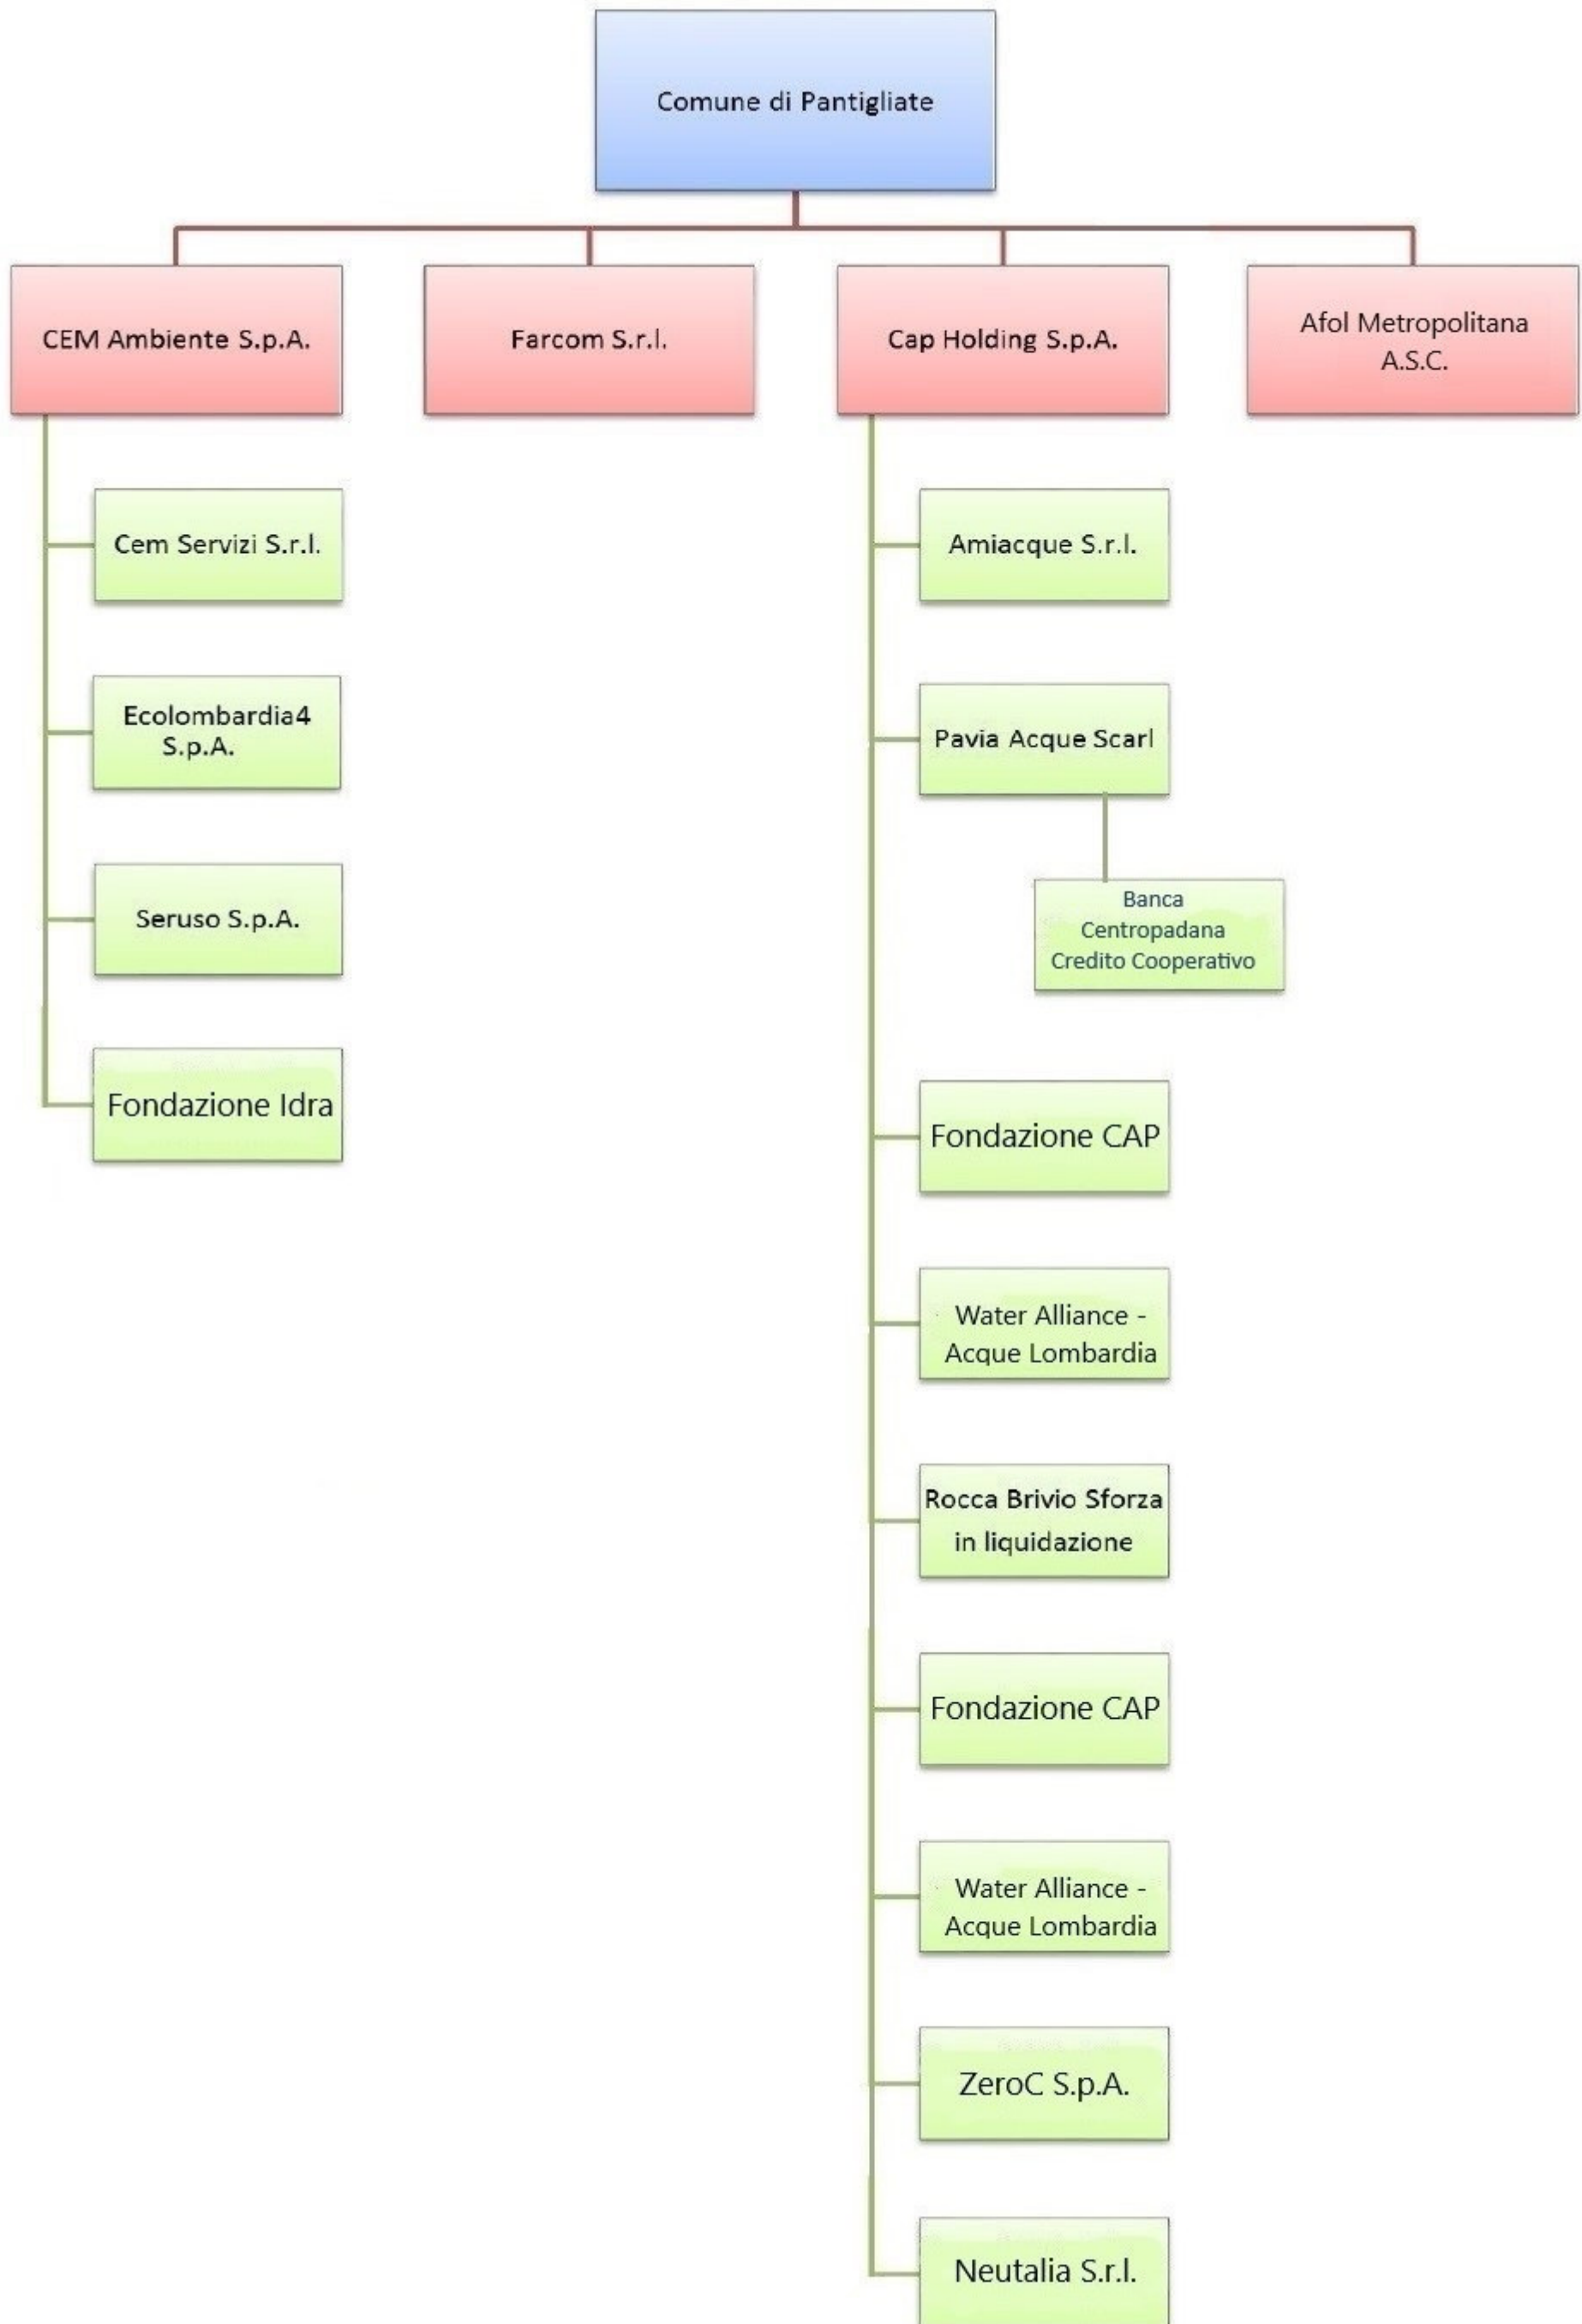 Comune di Pantigliate
CEM Ambiente S.p.A.
Farcom S.r.l.
Cap Holding S.p.A.
Afol Metropolitana
A.S.C.
Cem Servizi S.r.l.
Ecolombardia4
S.p.A.
Seruso S.p.A.
Fondazione Idra
Amiacque S.r.l.
Pavia Acque Scarl
Banca
Centropadana
Credito Cooperativo
Fondazione CAP
Water Alliance -
Acque Lombardia
Rocca Brivio Sforza
in liquidazione
Fondazione CAP
Water Alliance -
Acque Lombardia
ZeroC S.p.A.
Neutalia S.r.l.